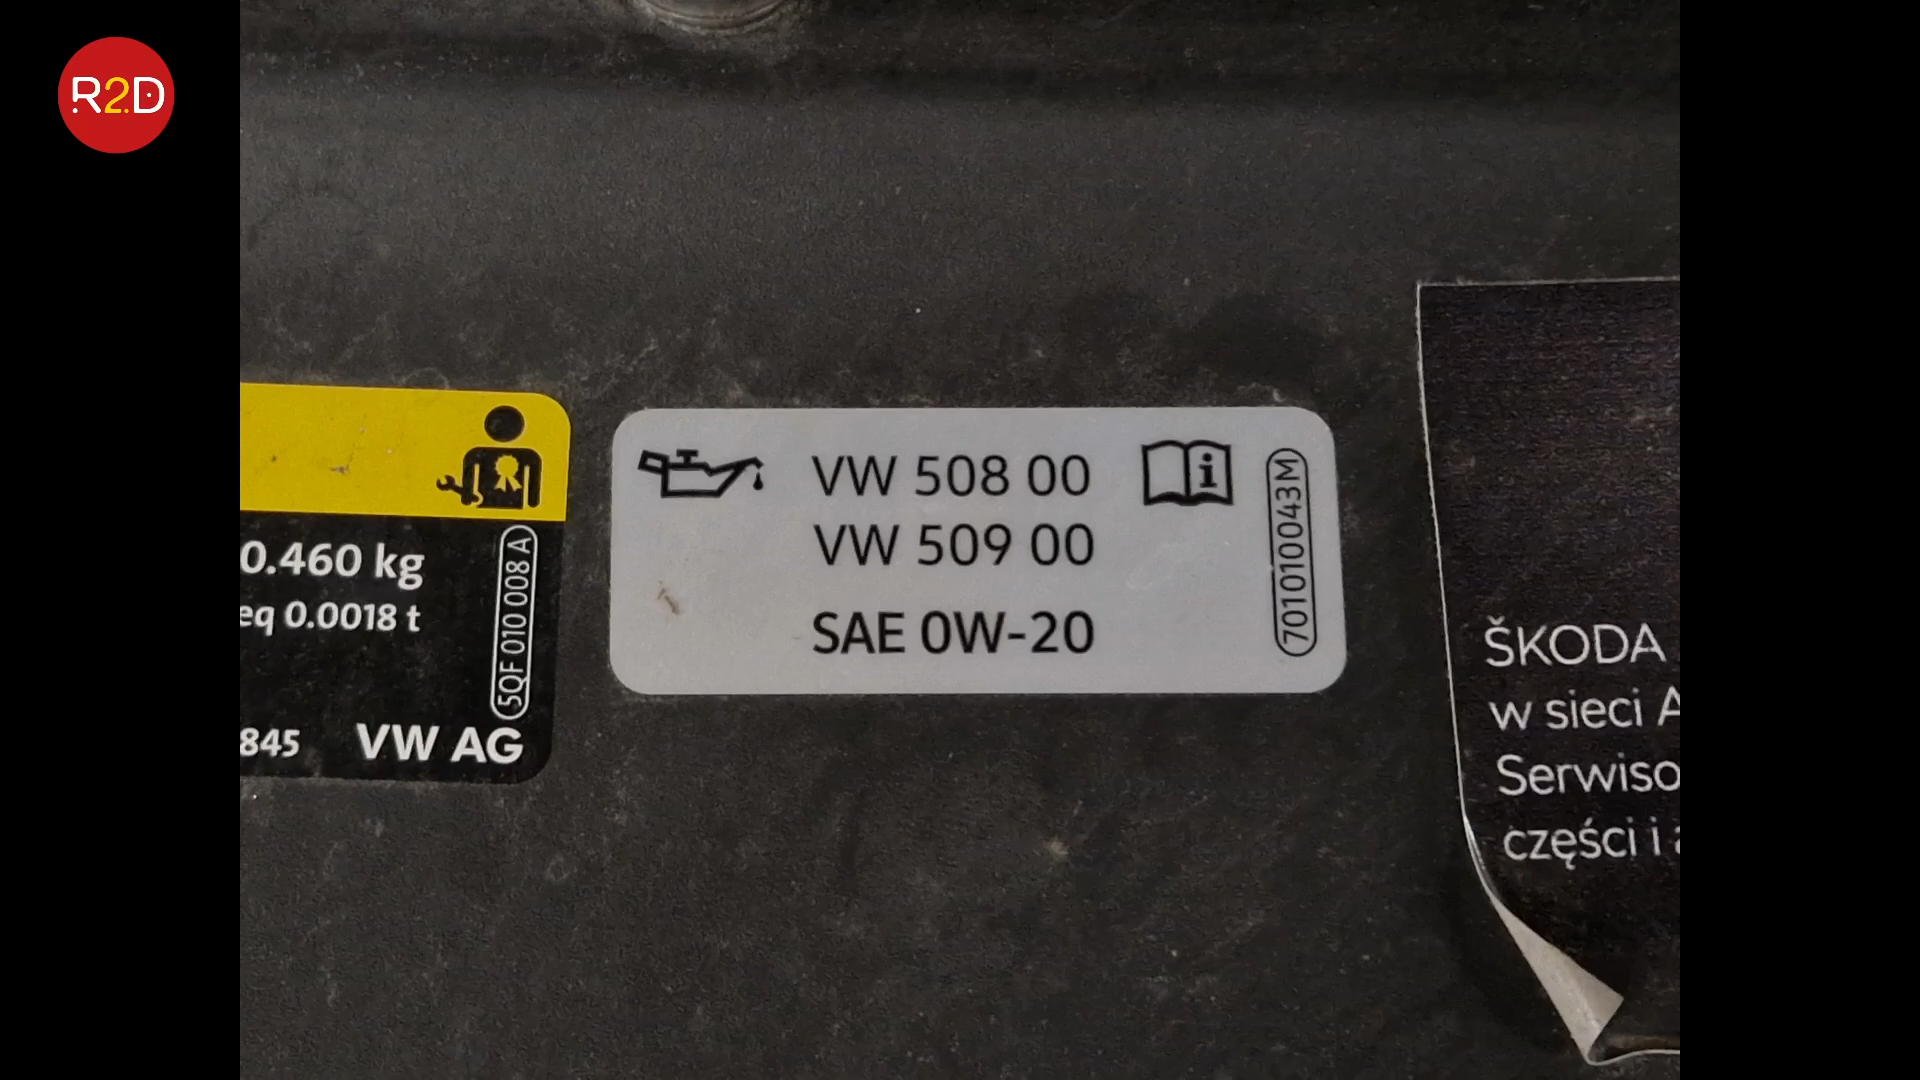 R2D
0.460 kg
eq 0.0018 t
5QF 010 008 A
845 VW AG
VW 508 00
VW 509 00
SAE 0W-20
701010043M
ŠKODA
w sieci A
Serwiso
części i